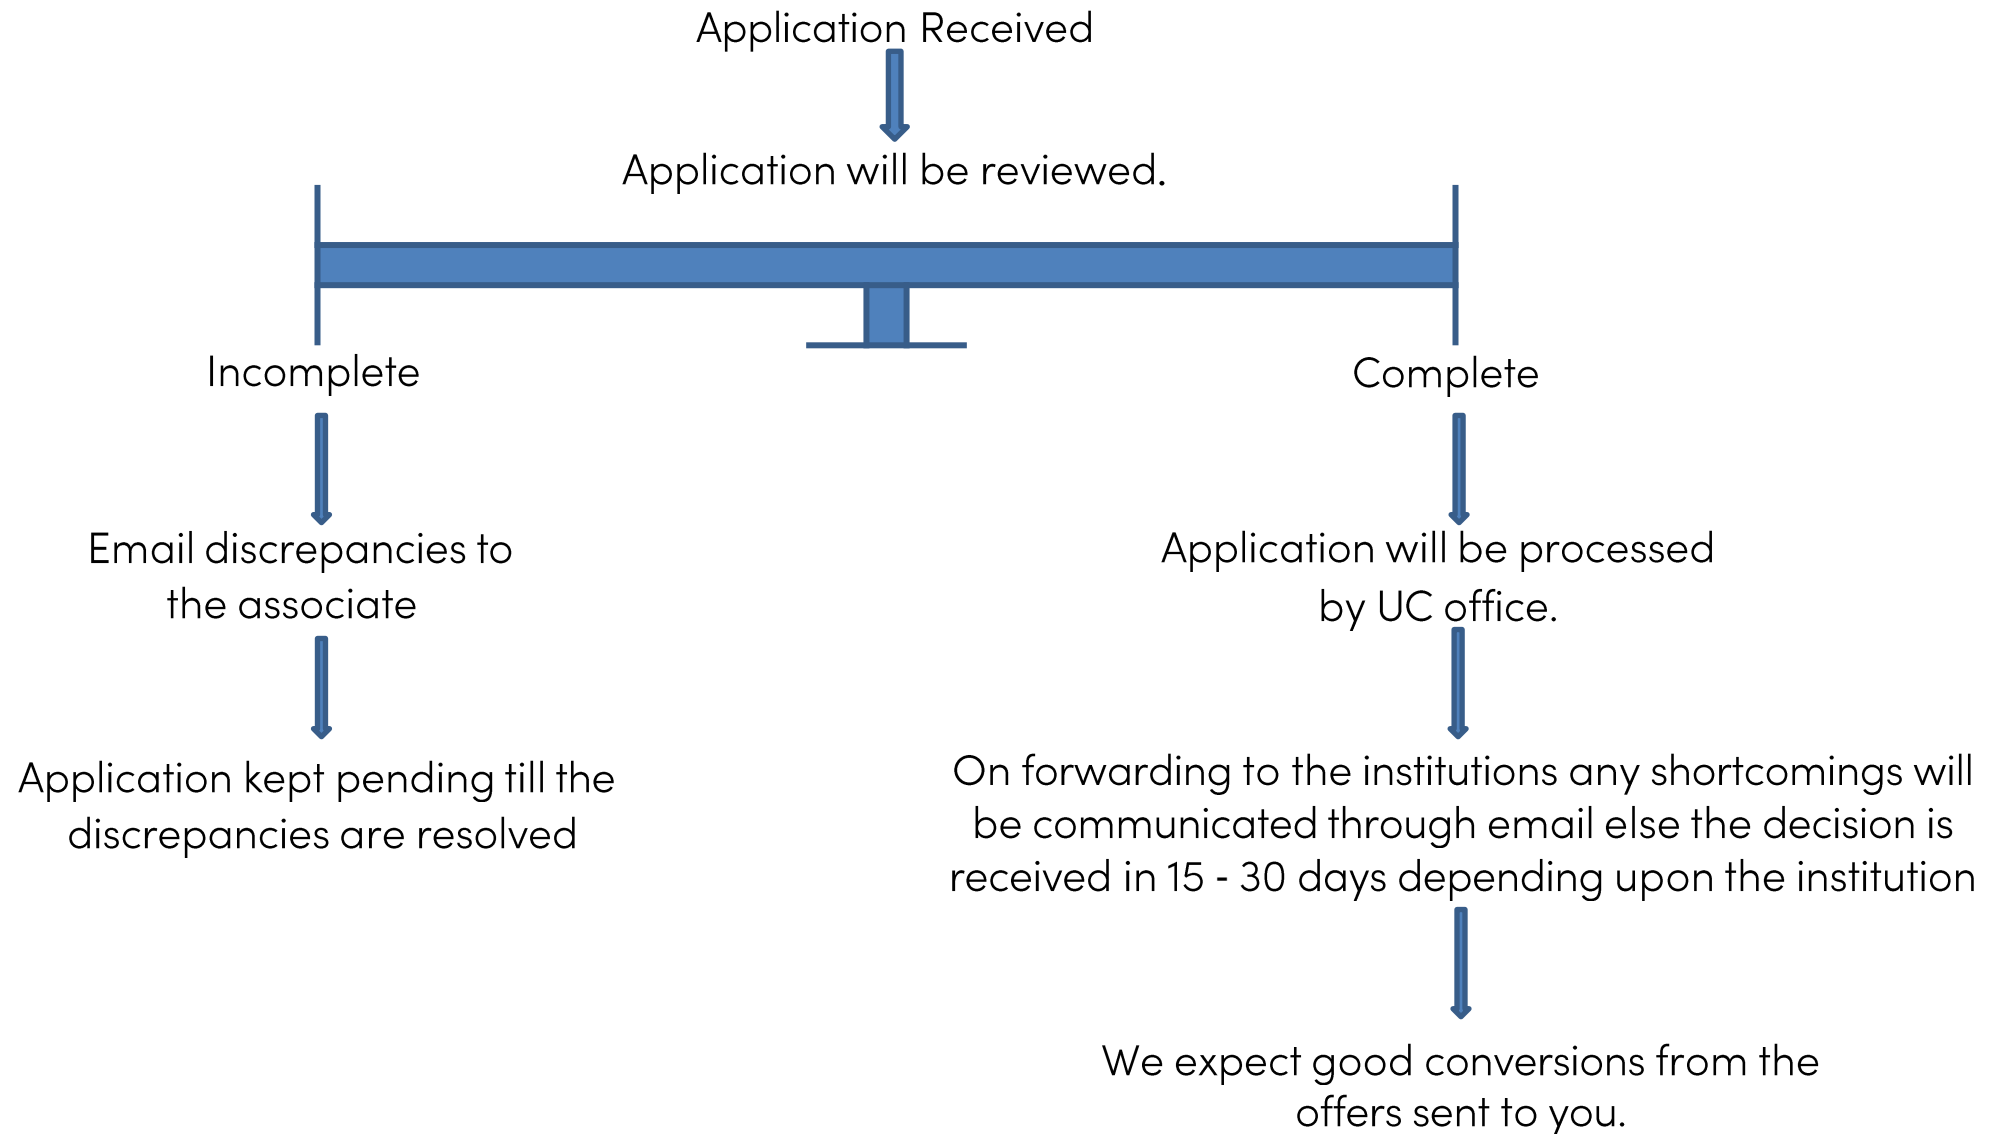 Application Received
Application will be reviewed.
Incomplete
Email discrepancies to
the associate
Application kept pending till the
discrepancies are resolved
Complete
Application will be processed
by UC office.
On forwarding to the institutions any shortcomings will
be communicated through email else the decision is
received in 15 - 30 days depending upon the institution
We expect good conversions from the
offers sent to you.